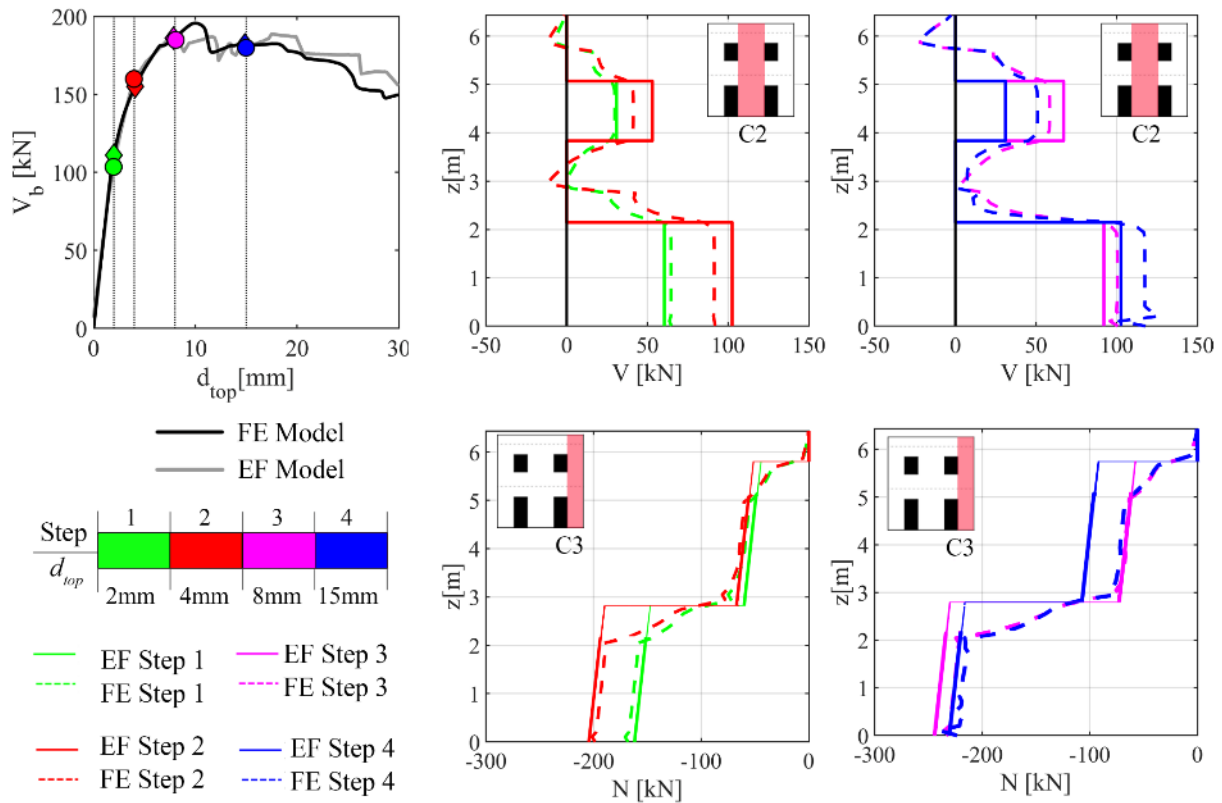 200
150
100
50
0
V_b [kN]
0
10
20
30
d_top[mm]
FE Model
EF Model
Step
1
2
3
4
d_top
2mm
4mm
8mm
15mm
EF Step 1
FE Step 1
EF Step 2
FE Step 2
EF Step 3
FE Step 3
EF Step 4
FE Step 4
6
5
4
3
2
1
0
z[m]
-50
0
50
100
150
V [kN]
C2
6
5
4
3
2
1
0
z[m]
-50
0
50
100
150
V [kN]
C2
6
5
4
3
2
1
0
z[m]
-300
-200
-100
0
N [kN]
C3
6
5
4
3
2
1
0
z[m]
-300
-200
-100
0
N [kN]
C3